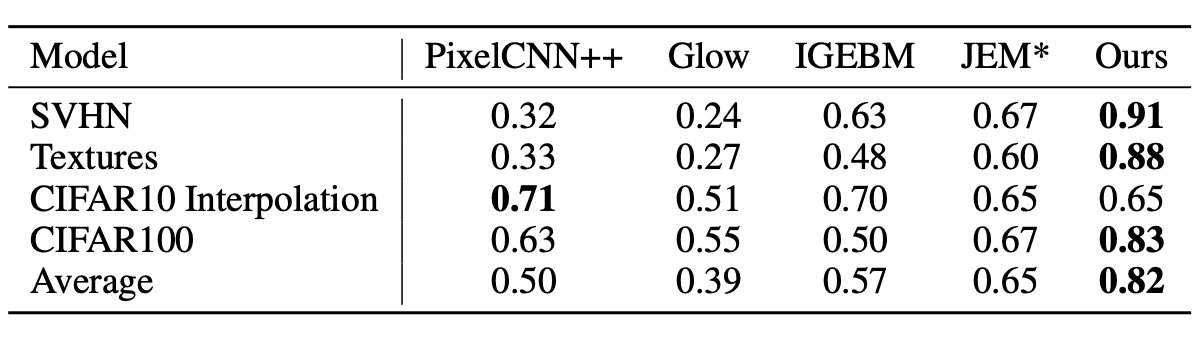 Model PixelCNN++ Glow IGEBM JEM* Ours
SVHN 0.32 0.24 0.63 0.67 0.91
Textures 0.33 0.27 0.48 0.60 0.88
CIFAR10 Interpolation 0.71 0.51 0.70 0.65 0.65
CIFAR100 0.63 0.55 0.50 0.67 0.83
Average 0.50 0.39 0.57 0.65 0.82